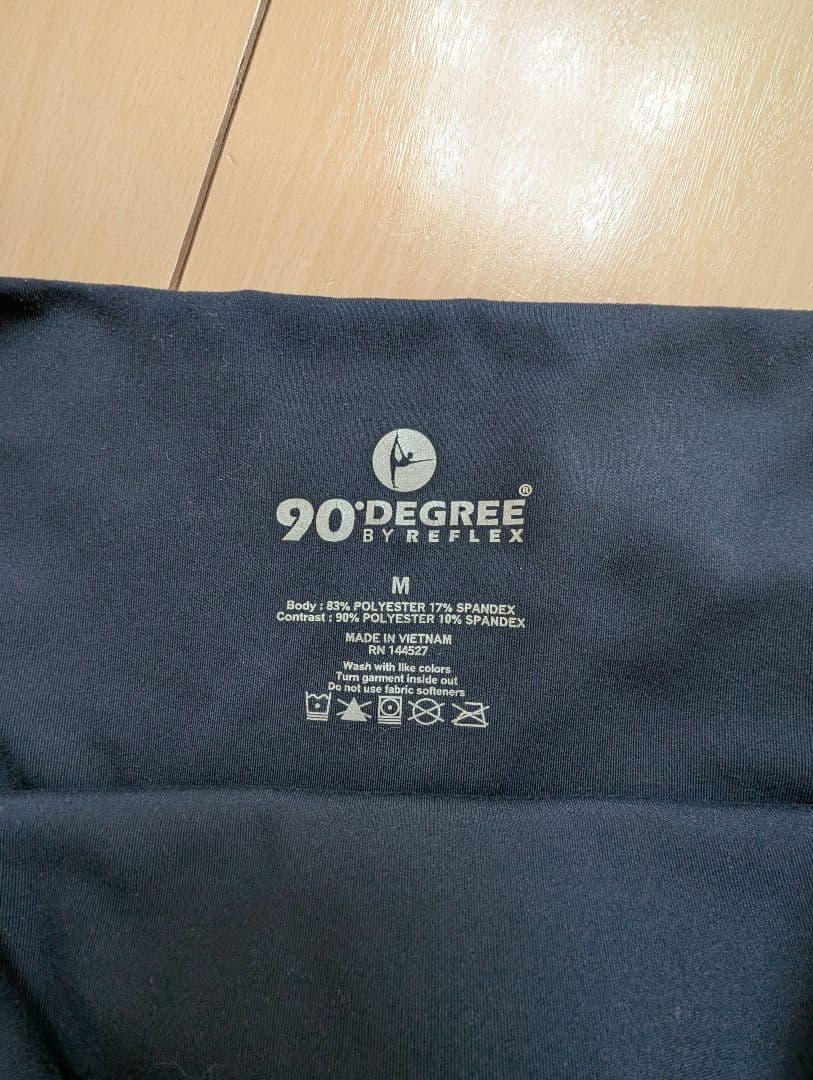 90°DEGREE®
BY REFLEX
M
Body : 83% POLYESTER 17% SPANDEX
Contrast : 90% POLYESTER 10% SPANDEX
MADE IN VIETNAM
RN 144527
Wash with like colors
Turn garment inside out
Do not use fabric softeners